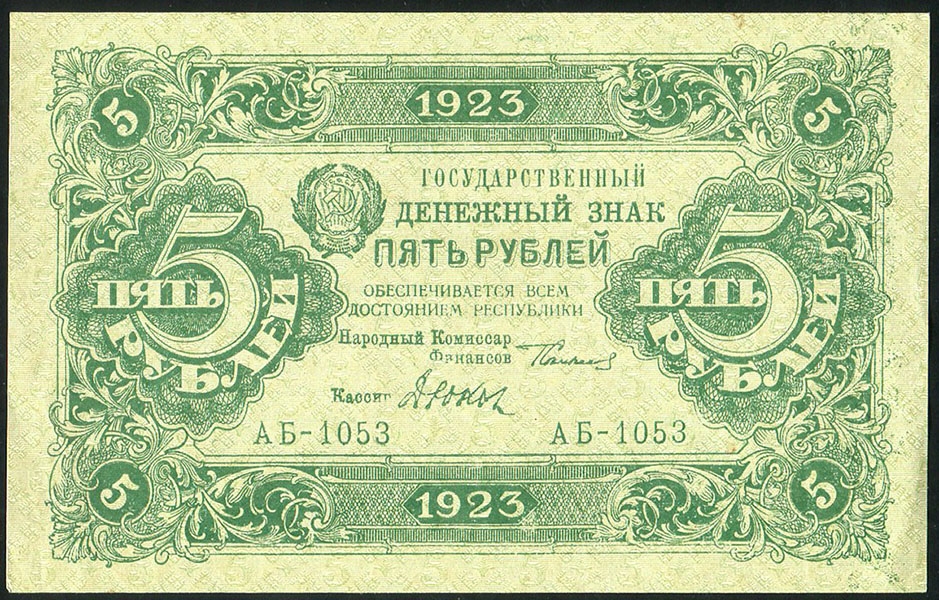 5 1923 5
ГОСУДАРСТВЕННЫЙ
ДЕНЕЖНЫЙ ЗНАК
ПЯТЬ РУБЛЕЙ
5 ПЯТЬ РУБЛЕЙ
5 ПЯТЬ РУБЛЕЙ
ОБЕСПЕЧИВАЕТСЯ ВСЕМ
ДОСТОЯНИЕМ РЕСПУБЛИКИ
Народный Комиссар
Финансов
Кассир
АБ-1053 АБ-1053
5 1923 5